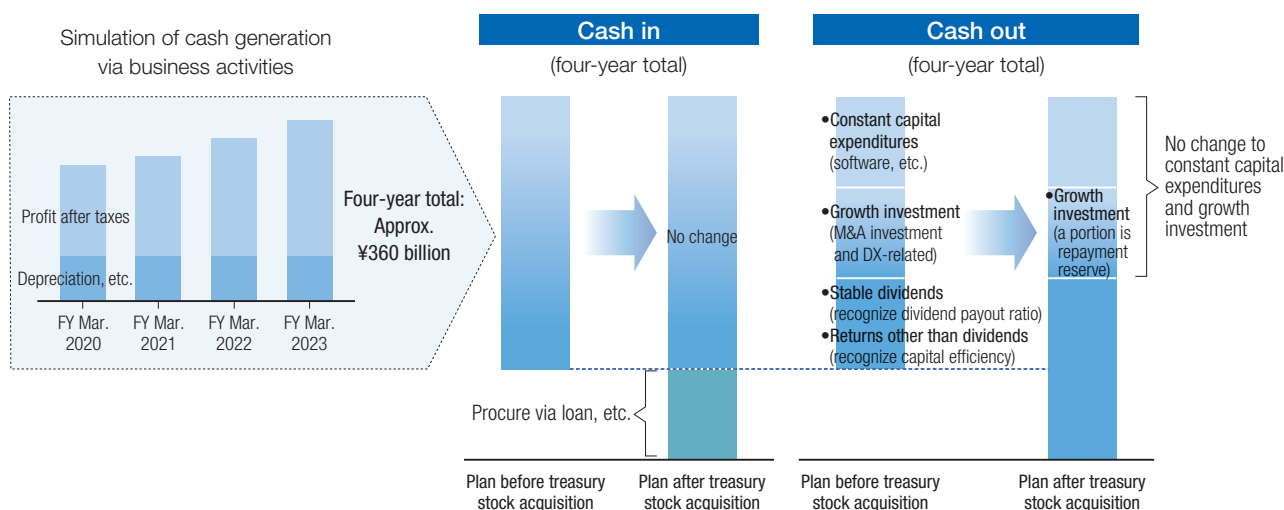 Simulation of cash generation
via business activities
Profit after taxes
Depreciation, etc.
FY Mar.
2020
FY Mar.
2021
FY Mar.
2022
FY Mar.
2023
Four-year total:
Approx.
¥360 billion
Cash in
(four-year total)
No change
Procure via loan, etc.
Plan before treasury
stock acquisition
Plan after treasury
stock acquisition
Cash out
(four-year total)
•Constant capital
expenditures
(software, etc.)
•Growth investment
(M&A investment
and DX-related)
•Stable dividends
(recognize dividend payout ratio)
•Returns other than dividends
(recognize capital efficiency)
•Growth
investment
(a portion is
repayment
reserve)
No change to
constant capital
expenditures
and growth
investment
Plan before treasury
stock acquisition
Plan after treasury
stock acquisition